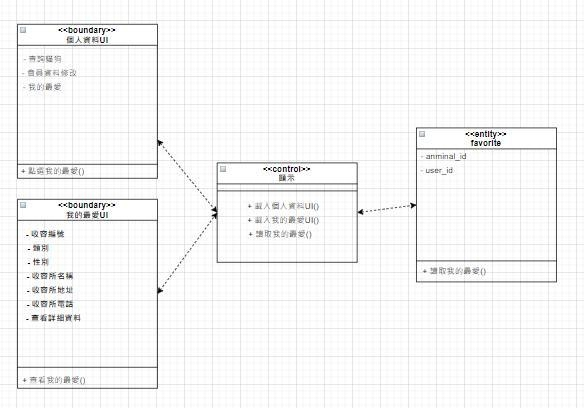 <<boundary>>
個人資料UI
- 查詢貓狗
- 會員資料修改
- 我的最愛
+ 點選我的最愛()
<<boundary>>
我的最愛UI
- 收容編號
- 類別
- 性別
- 收容所名稱
- 收容所地址
- 收容所電話
- 查看詳細資料
+ 查看我的最愛()
<<control>>
顯示
+ 載入個人資料UI()
+ 載入我的最愛UI()
+ 讀取我的最愛()
<<entity>>
favorite
- anminal_id
- user_id
+ 讀取我的最愛()